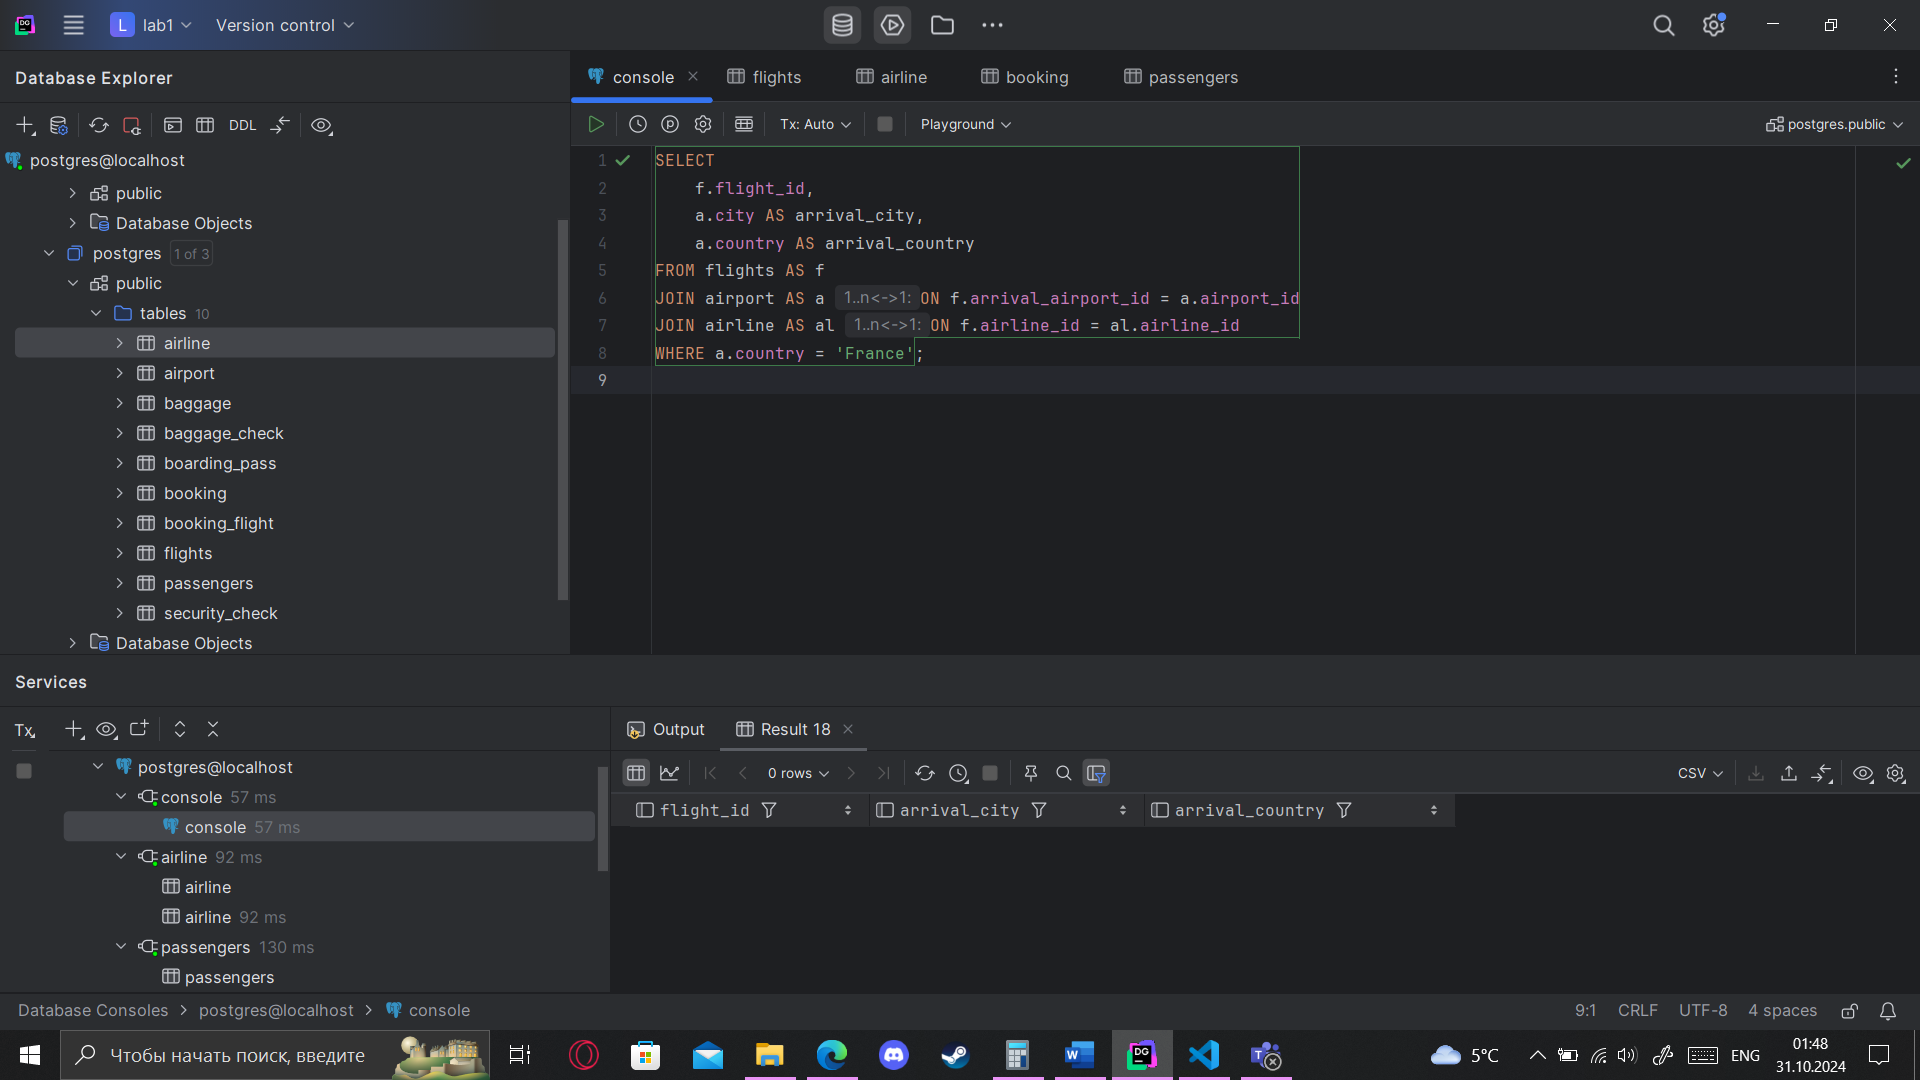 L lab1 Version control
Database Explorer
DDL
postgres@localhost
public
Database Objects
postgres 1 of 3
public
tables 10
airline
airport
baggage
baggage_check
boarding_pass
booking
booking_flight
flights
passengers
security_check
Database Objects
console flights airline booking passengers
Tx: Auto Playground postgres.public
1 SELECT
2 f.flight_id,
3 a.city AS arrival_city,
4 a.country AS arrival_country
5 FROM flights AS f
6 JOIN airport AS a 1..n<->1: ON f.arrival_airport_id = a.airport_id
7 JOIN airline AS al 1..n<->1: ON f.airline_id = al.airline_id
8 WHERE a.country = 'France';
9
Services
Tx
postgres@localhost
console 57 ms
console 57 ms
airline 92 ms
airline
airline 92 ms
passengers 130 ms
passengers
Output Result 18
0 rows CSV
flight_id arrival_city arrival_country
Database Consoles > postgres@localhost > console
9:1 CRLF UTF-8 4 spaces
Чтобы начать поиск, введите
DG
5°C ENG 01:48
31.10.2024